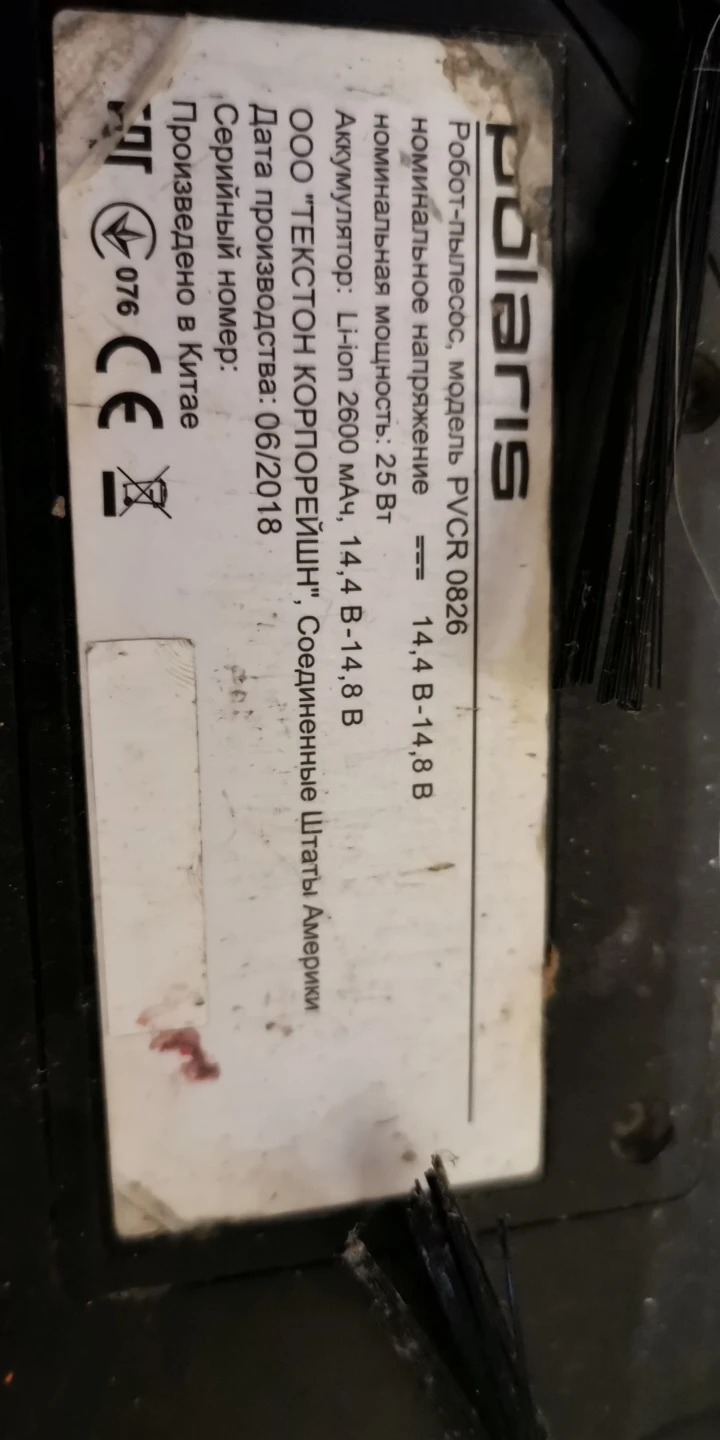 polaris
Робот-пылесос, модель PVCR 0826
номинальное напряжение 14,4 В-14,8 В
номинальная мощность: 25 Вт
Аккумулятор: Li-ion 2600 мАч, 14,4 В-14,8 В
ООО "ТЕКСТОН КОРПОРЕЙШН", Соединенные Штаты Америки
Дата производства: 06/2018
Серийный номер:
Произведено в Китае
076 CE